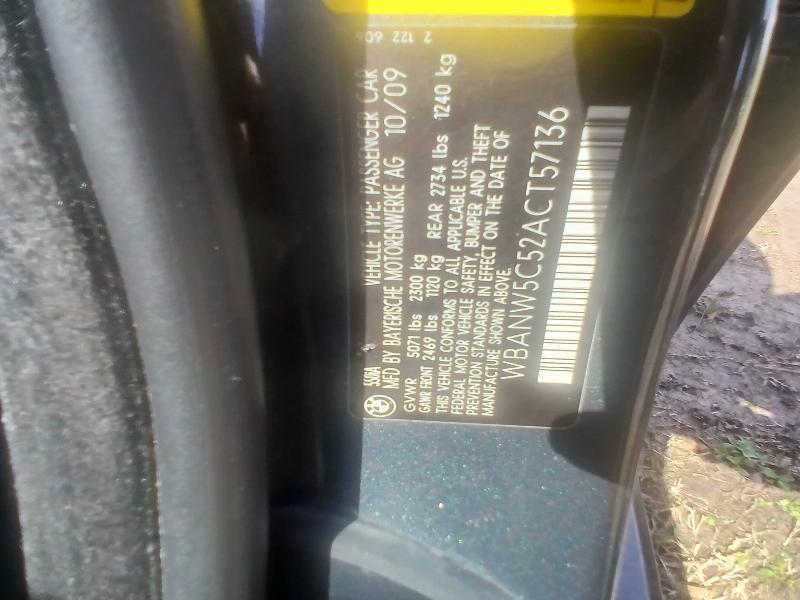 2 122 606
550iA VEHICLE TYPE: PASSENGER CAR
MFD BY BAYERISCHE MOTORENWERKE AG 10/09
GVWR 5071 lbs 2300 kg
GAWR FRONT 2469 lbs 1120 kg REAR 2734 lbs 1240 kg
THIS VEHICLE CONFORMS TO ALL APPLICABLE U.S.
FEDERAL MOTOR VEHICLE SAFETY, BUMPER AND THEFT
PREVENTION STANDARDS IN EFFECT ON THE DATE OF
MANUFACTURE SHOWN ABOVE.
WBANW5C52ACT57136